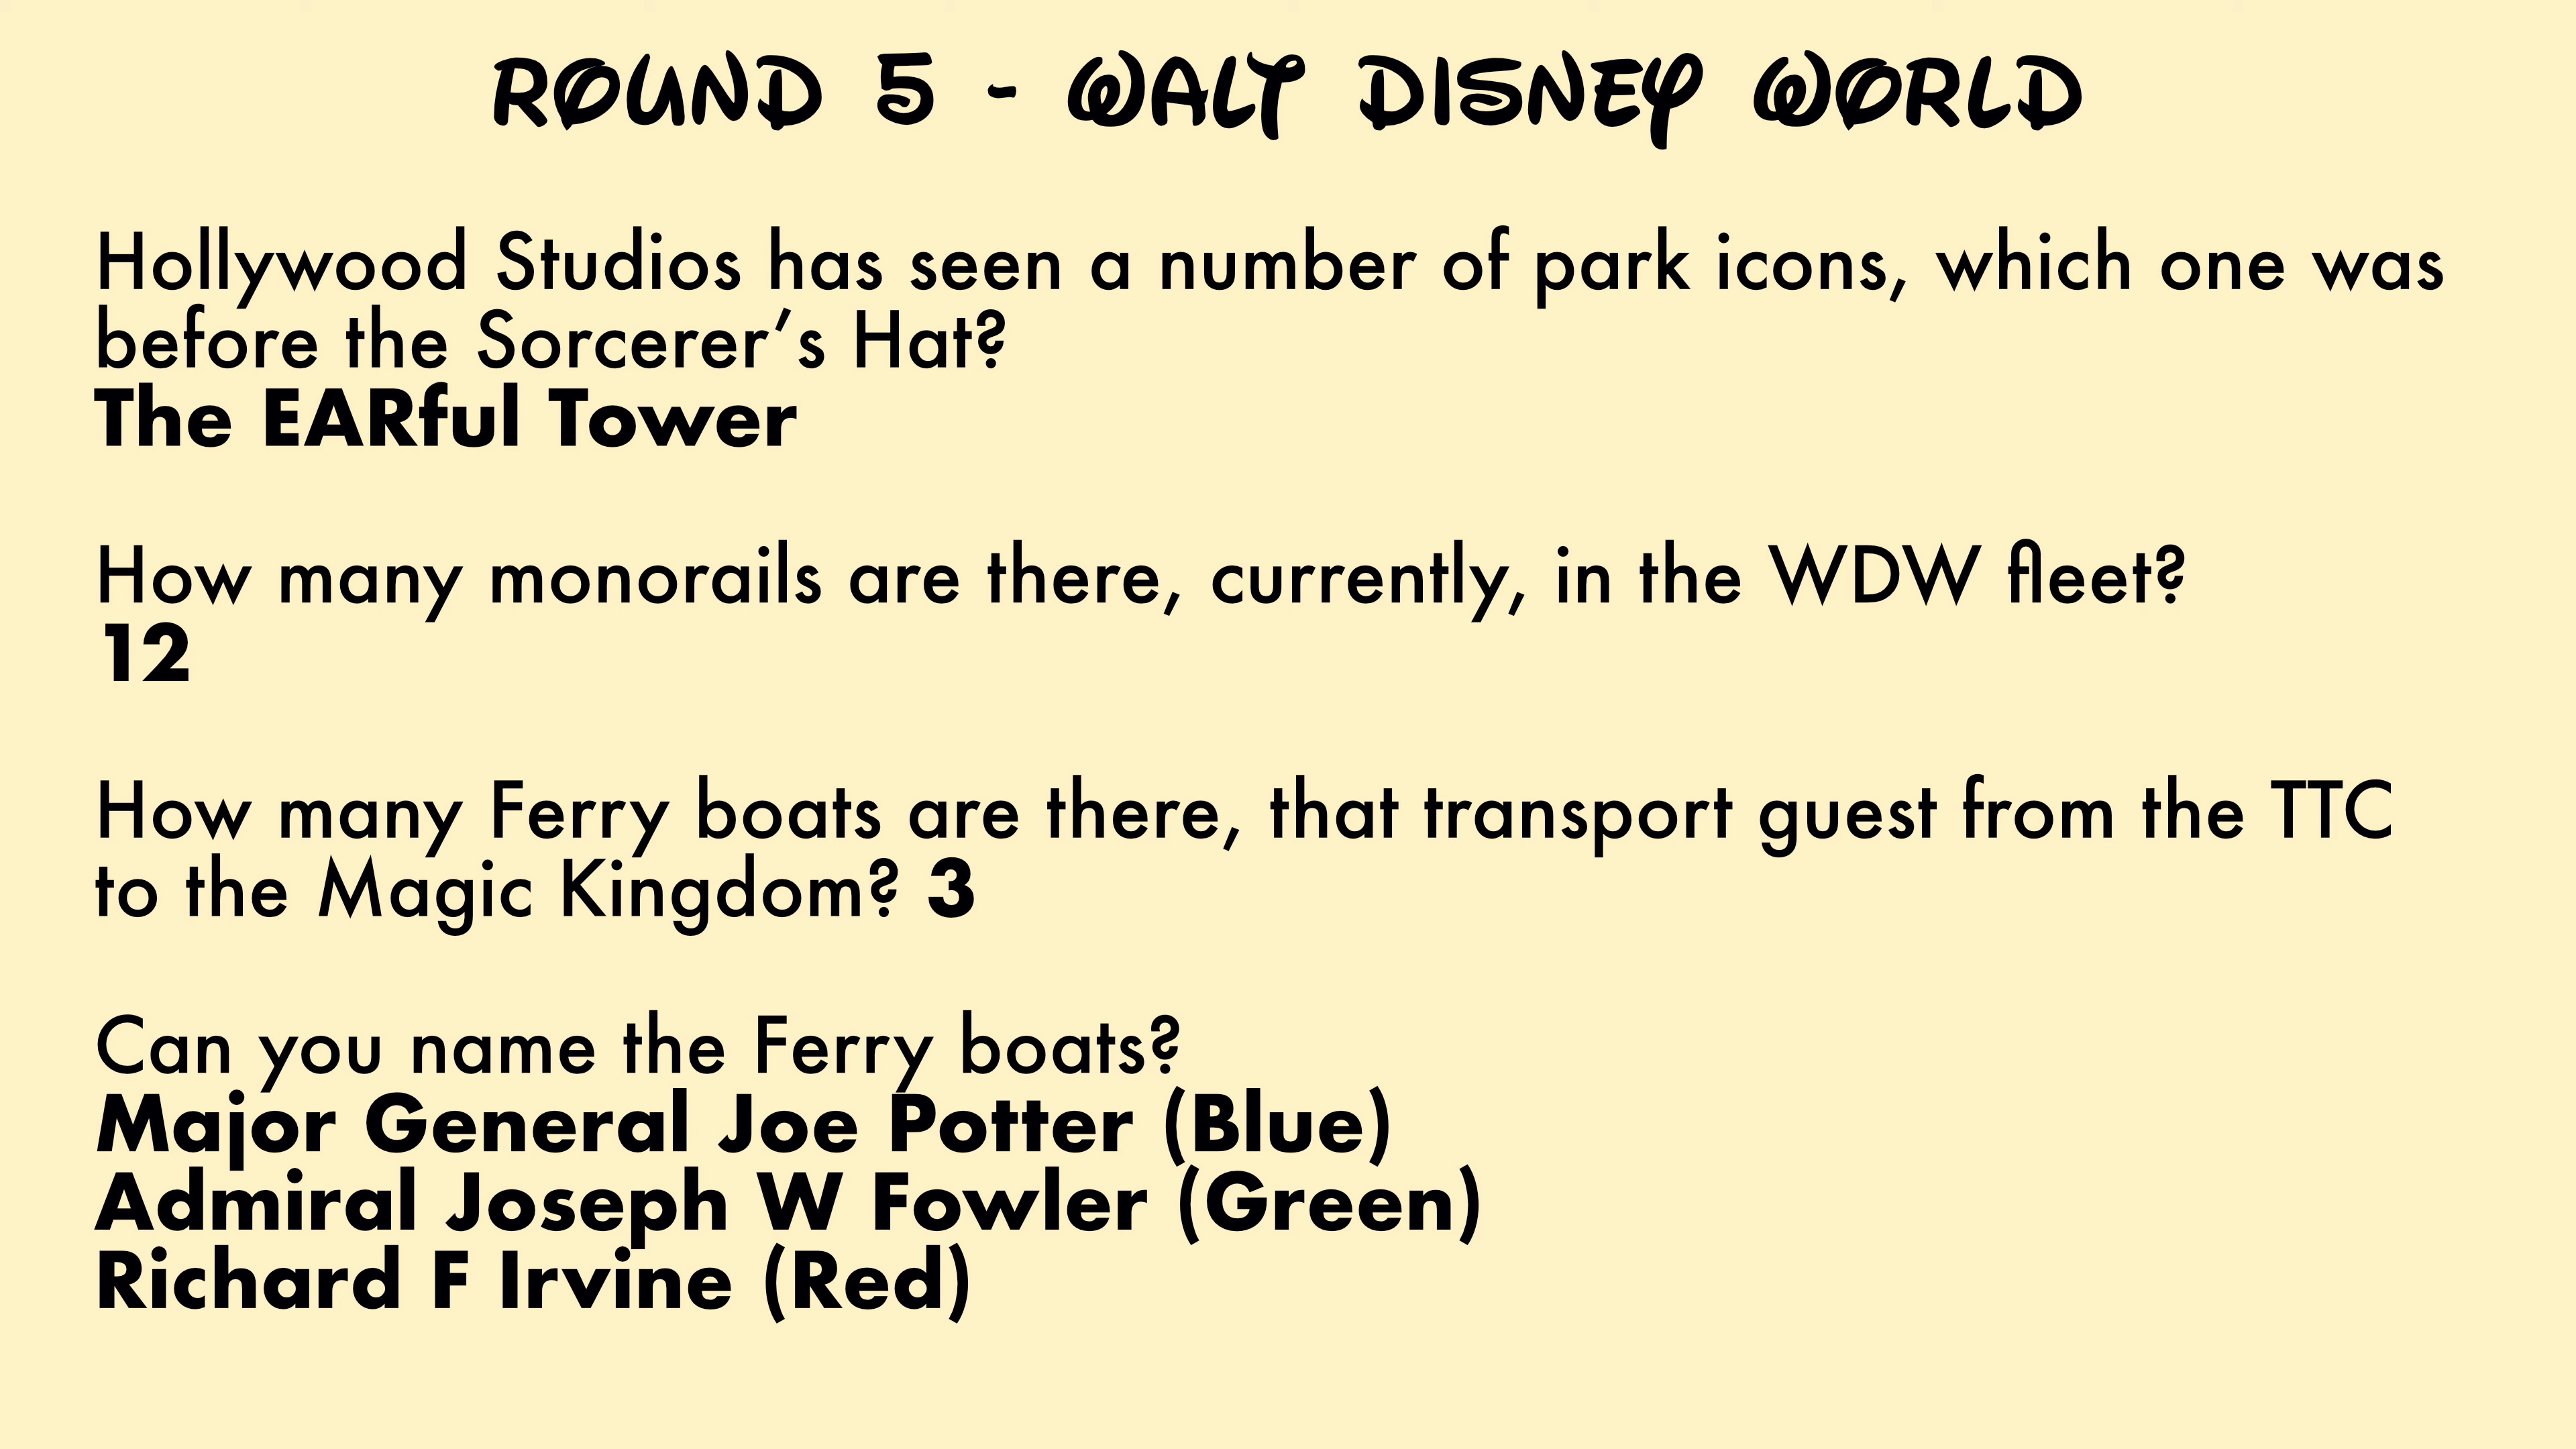 ROUND 5 - WALT DISNEY WORLD
Hollywood Studios has seen a number of park icons, which one was
before the Sorcerer’s Hat?
The EARful Tower
How many monorails are there, currently, in the WDW fleet?
12
How many Ferry boats are there, that transport guest from the TTC
to the Magic Kingdom? 3
Can you name the Ferry boats?
Major General Joe Potter (Blue)
Admiral Joseph W Fowler (Green)
Richard F Irvine (Red)